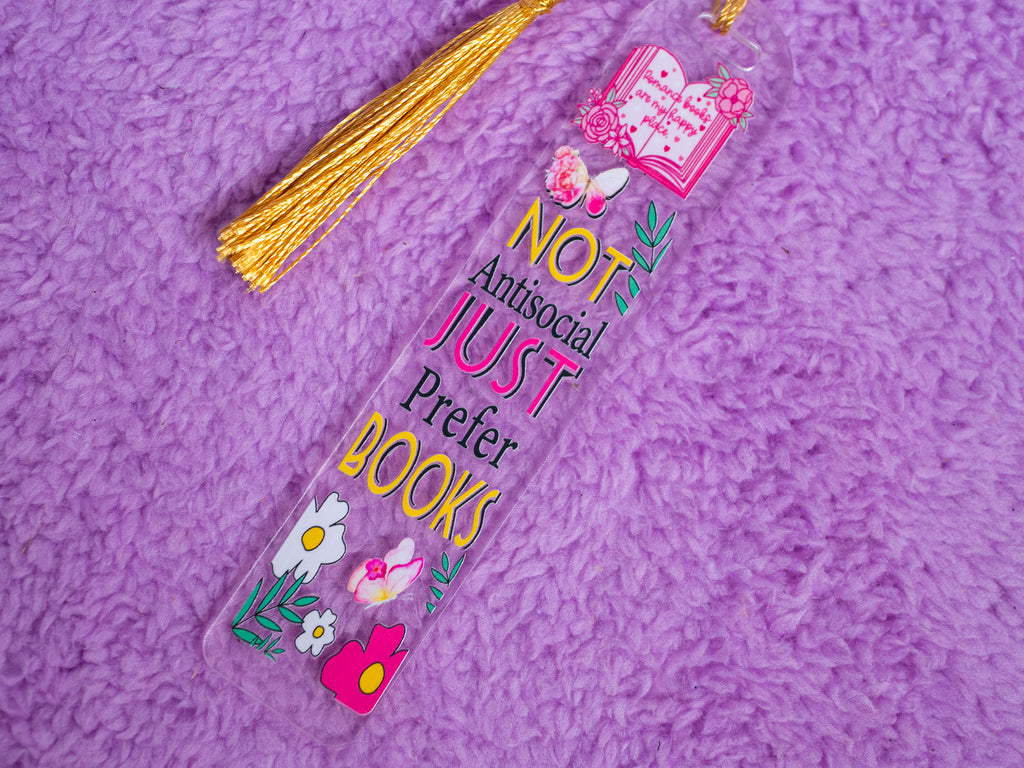 Romance books
are my happy
place
NOT
Antisocial
JUST
Prefer
BOOKS